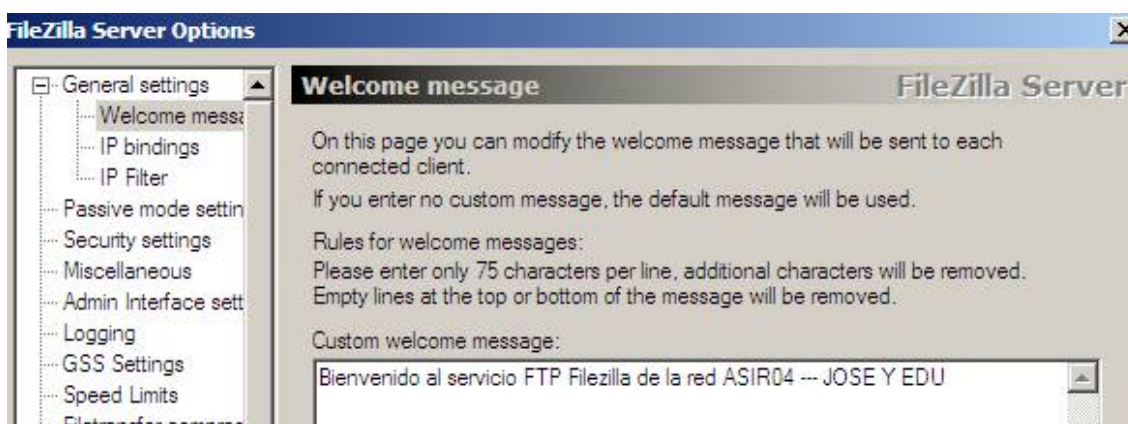 FileZilla Server Options
General settings
Welcome messa
IP bindings
IP Filter
Passive mode settin
Security settings
Miscellaneous
Admin Interface sett
Logging
GSS Settings
Speed Limits
Welcome message
FileZilla Server
On this page you can modify the welcome message that will be sent to each
connected client.
If you enter no custom message, the default message will be used.
Rules for welcome messages:
Please enter only 75 characters per line, additional characters will be removed.
Empty lines at the top or bottom of the message will be removed.
Custom welcome message:
Bienvenido al servicio FTP Filezilla de la red ASIR04 --- JOSE Y EDU